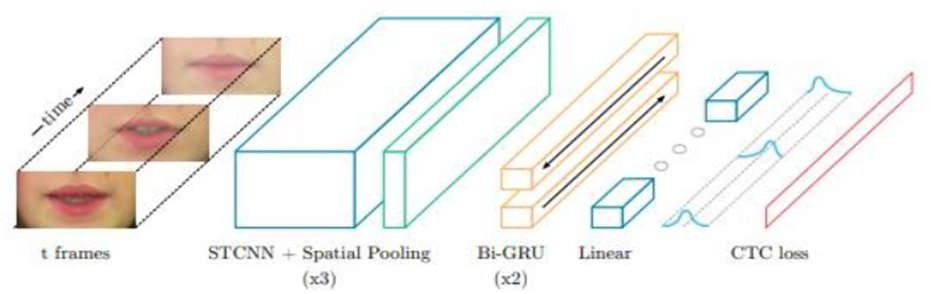 time
t frames
STCNN + Spatial Pooling
(x3)
Bi-GRU
(x2)
Linear
CTC loss